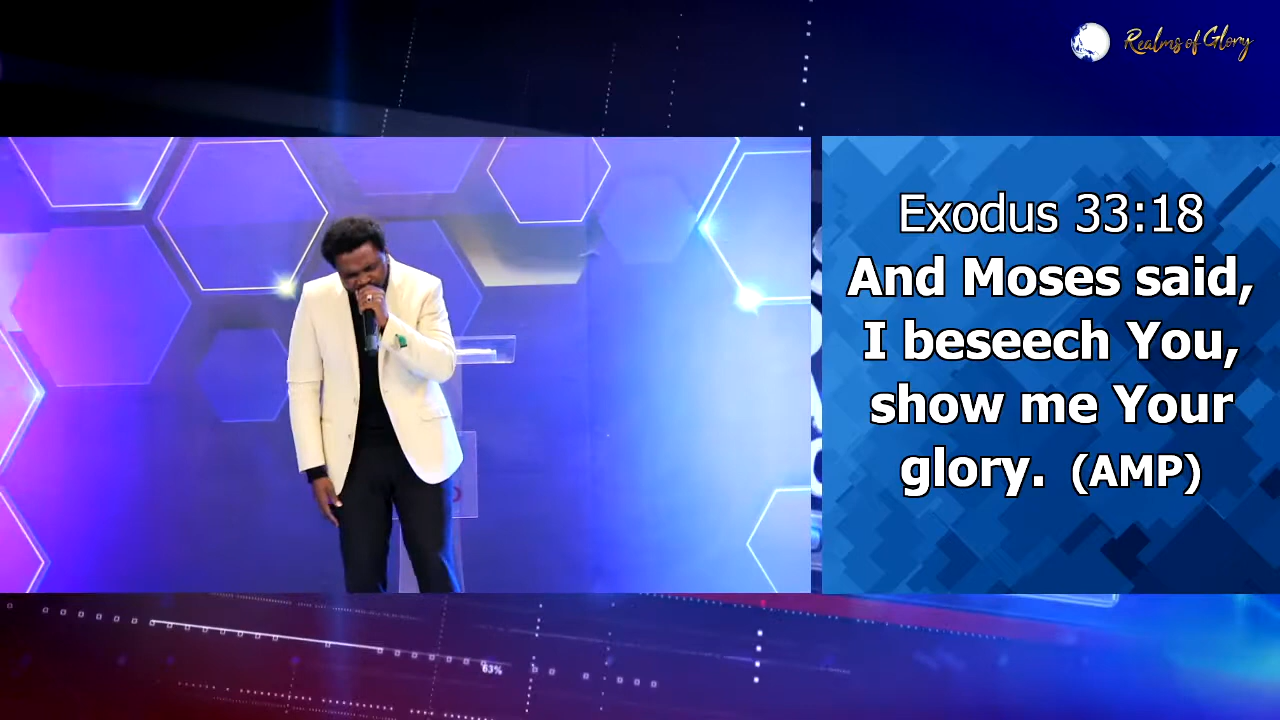 Realms of Glory
Exodus 33:18
And Moses said,
I beseech You,
show me Your
glory. (AMP)
63%